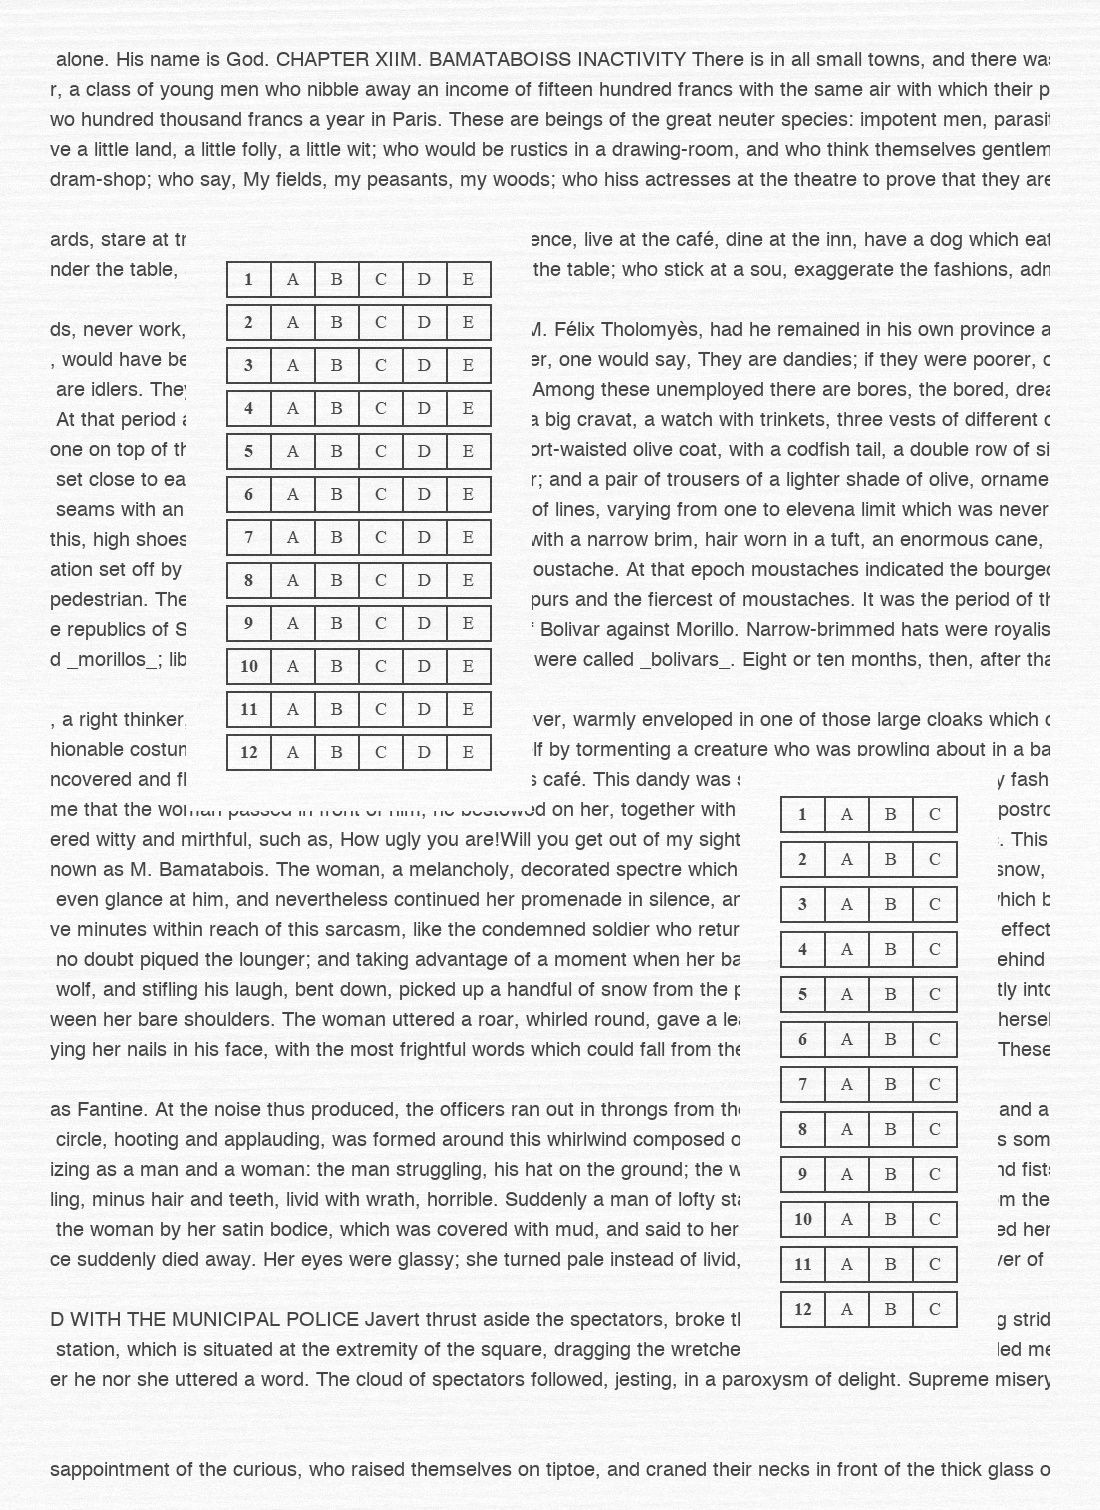 alone. His name is God. CHAPTER XIIM. BAMATABOISS INACTIVITY There is in all small towns, and there was
r, a class of young men who nibble away an income of fifteen hundred francs with the same air with which their p
wo hundred thousand francs a year in Paris. These are beings of the great neuter species: impotent men, parasit
ve a little land, a little folly, a little wit; who would be rustics in a drawing-room, and who think themselves gentlem
dram-shop; who say, My fields, my peasants, my woods; who hiss actresses at the theatre to prove that they are
ards, stare at tr ence, live at the café, dine at the inn, have a dog which eat
nder the table, the table; who stick at a sou, exaggerate the fashions, adm
ds, never work, M. Félix Tholomyès, had he remained in his own province a
, would have be er, one would say, They are dandies; if they were poorer, o
are idlers. They Among these unemployed there are bores, the bored, drea
At that period a a big cravat, a watch with trinkets, three vests of different c
one on top of th ort-waisted olive coat, with a codfish tail, a double row of si
set close to ea r; and a pair of trousers of a lighter shade of olive, orname
seams with an of lines, varying from one to elevena limit which was never
this, high shoes with a narrow brim, hair worn in a tuft, an enormous cane,
ation set off by oustache. At that epoch moustaches indicated the bourgeo
pedestrian. The purs and the fiercest of moustaches. It was the period of th
e republics of S Bolivar against Morillo. Narrow-brimmed hats were royalis
d _morillos_; lib were called _bolivars_. Eight or ten months, then, after tha
, a right thinker ver, warmly enveloped in one of those large cloaks which c
hionable costun lf by tormenting a creature who was prowling about in a ba
ncovered and fl s café. This dandy was s y fash
me that the woman passed in front of him, he bestowed on her, together with postro
ered witty and mirthful, such as, How ugly you are!Will you get out of my sight . This
nown as M. Bamatabois. The woman, a melancholy, decorated spectre which snow,
even glance at him, and nevertheless continued her promenade in silence, an which b
ve minutes within reach of this sarcasm, like the condemned soldier who retur effect
no doubt piqued the lounger; and taking advantage of a moment when her ba ehind
wolf, and stifling his laugh, bent down, picked up a handful of snow from the p tly into
ween her bare shoulders. The woman uttered a roar, whirled round, gave a lea hersel
ying her nails in his face, with the most frightful words which could fall from the These
as Fantine. At the noise thus produced, the officers ran out in throngs from the and a
circle, hooting and applauding, was formed around this whirlwind composed o s som
izing as a man and a woman: the man struggling, his hat on the ground; the w nd fists
ling, minus hair and teeth, livid with wrath, horrible. Suddenly a man of lofty sta m the
the woman by her satin bodice, which was covered with mud, and said to her ed her
ce suddenly died away. Her eyes were glassy; she turned pale instead of livid, ver of
D WITH THE MUNICIPAL POLICE Javert thrust aside the spectators, broke th g strid
station, which is situated at the extremity of the square, dragging the wretche led me
er he nor she uttered a word. The cloud of spectators followed, jesting, in a paroxysm of delight. Supreme misery
sappointment of the curious, who raised themselves on tiptoe, and craned their necks in front of the thick glass o
1 A B C D E
2 A B C D E
3 A B C D E
4 A B C D E
5 A B C D E
6 A B C D E
7 A B C D E
8 A B C D E
9 A B C D E
10 A B C D E
11 A B C D E
12 A B C D E
1 A B C
2 A B C
3 A B C
4 A B C
5 A B C
6 A B C
7 A B C
8 A B C
9 A B C
10 A B C
11 A B C
12 A B C